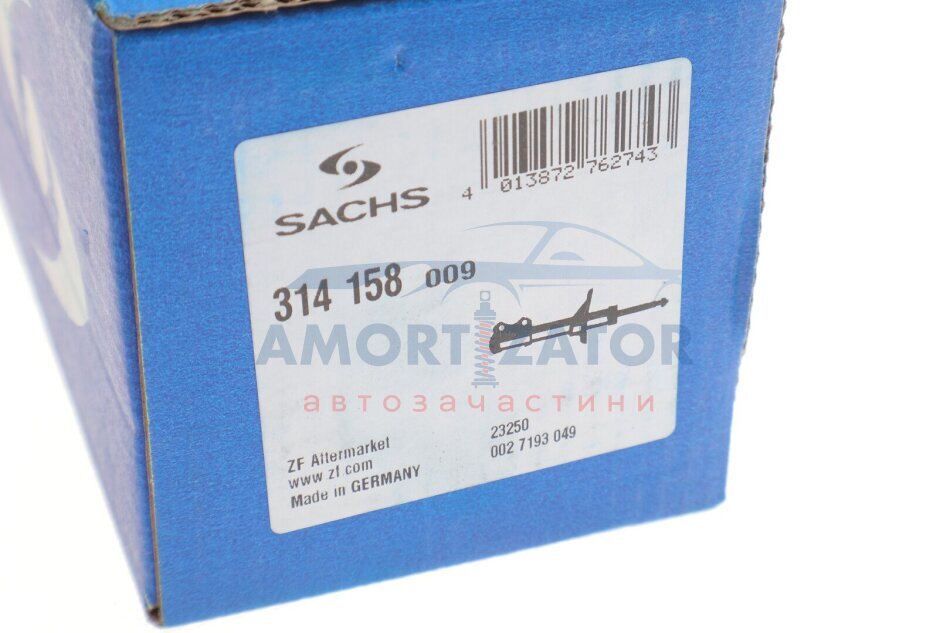 4 013872 762743
SACHS
314 158 009
AMORTIZATOR
автозачастини
23250
002 7193 049
ZF Aftermarket
www.zf.com
Made in GERMANY